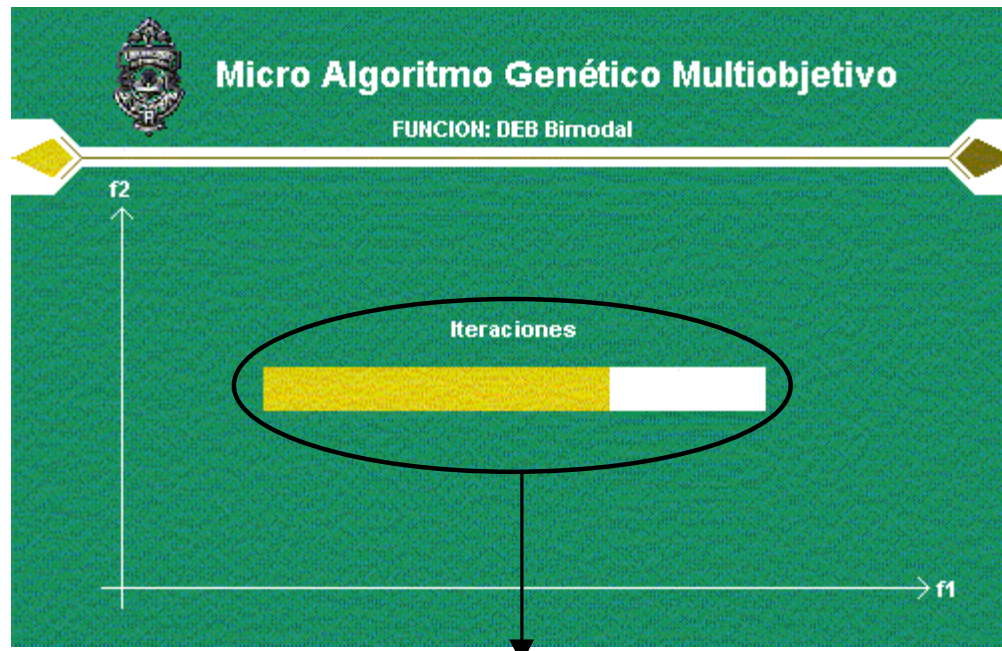 Micro Algoritmo Genético Multiobjetivo
FUNCION: DEB Bimodal
f2
Iteraciones
f1